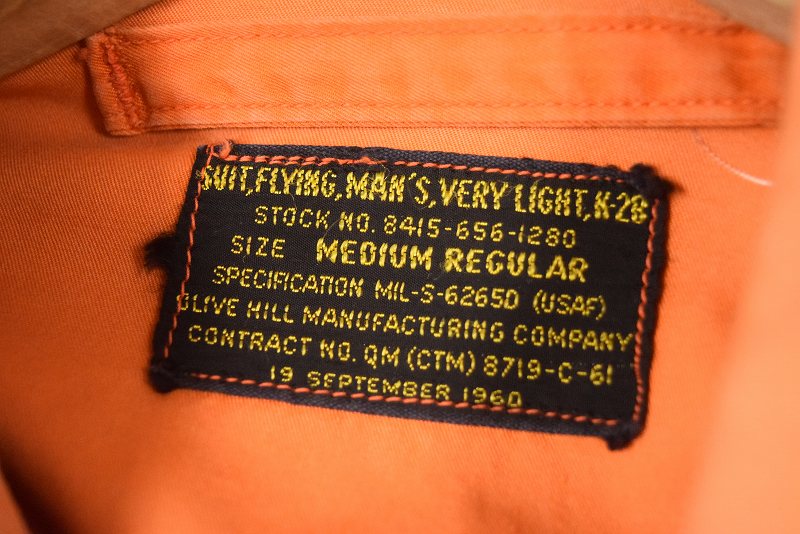 SUIT,FLYING,MAN'S,VERY LIGHT,K-2B
STOCK NO. 8415-656-1280
SIZE MEDIUM REGULAR
SPECIFICATION MIL-S-6265D (USAF)
OLIVE HILL MANUFACTURING COMPANY
CONTRACT NO. QM (CTM) 8719-C-61
19 SEPTEMBER 1960